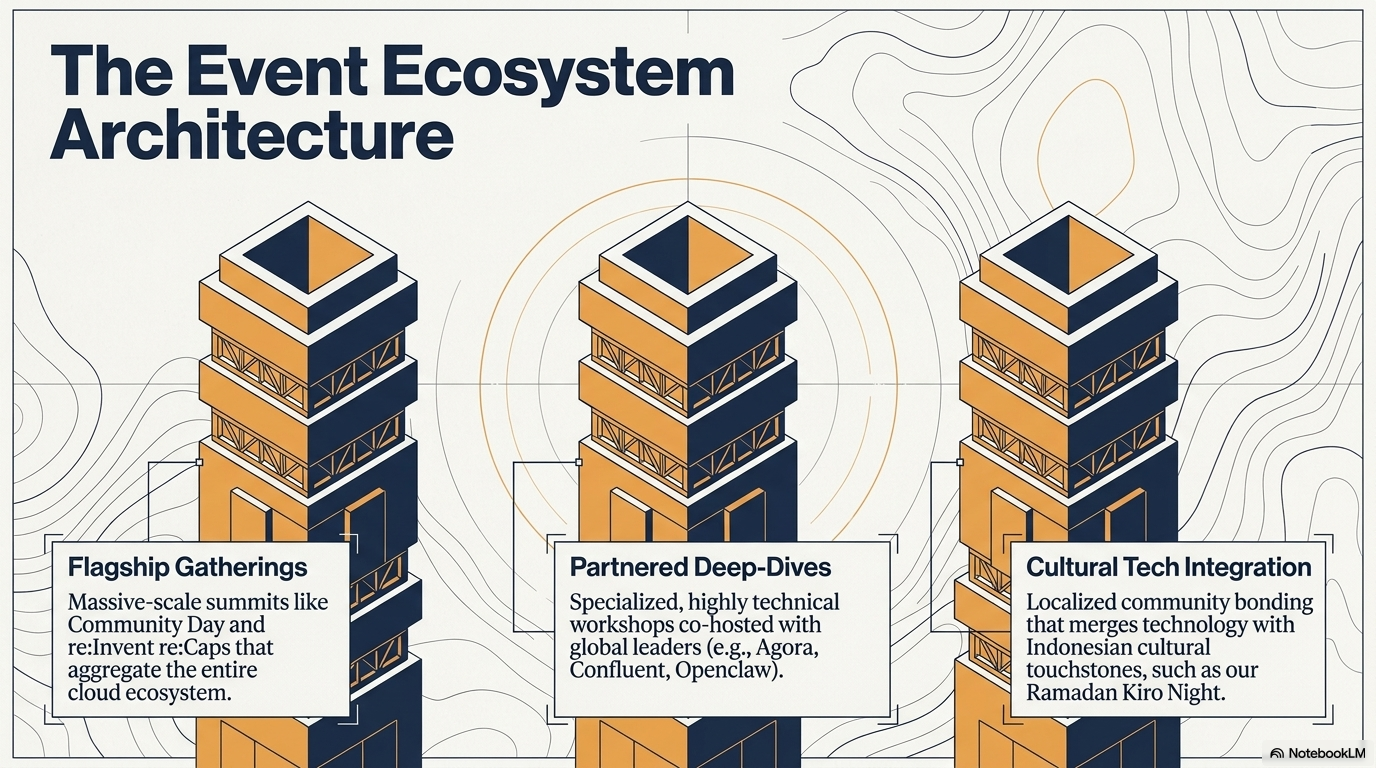 The Event Ecosystem
Architecture
Flagship Gatherings
Massive-scale summits like
Community Day and
re:Invent re:Caps that
aggregate the entire
cloud ecosystem.
Partnered Deep-Dives
Specialized, highly technical
workshops co-hosted with
global leaders (e.g., Agora,
Confluent, Openclaw).
Cultural Tech Integration
Localized community bonding
that merges technology with
Indonesian cultural
touchstones, such as our
Ramadan Kiro Night.
NotebookLM